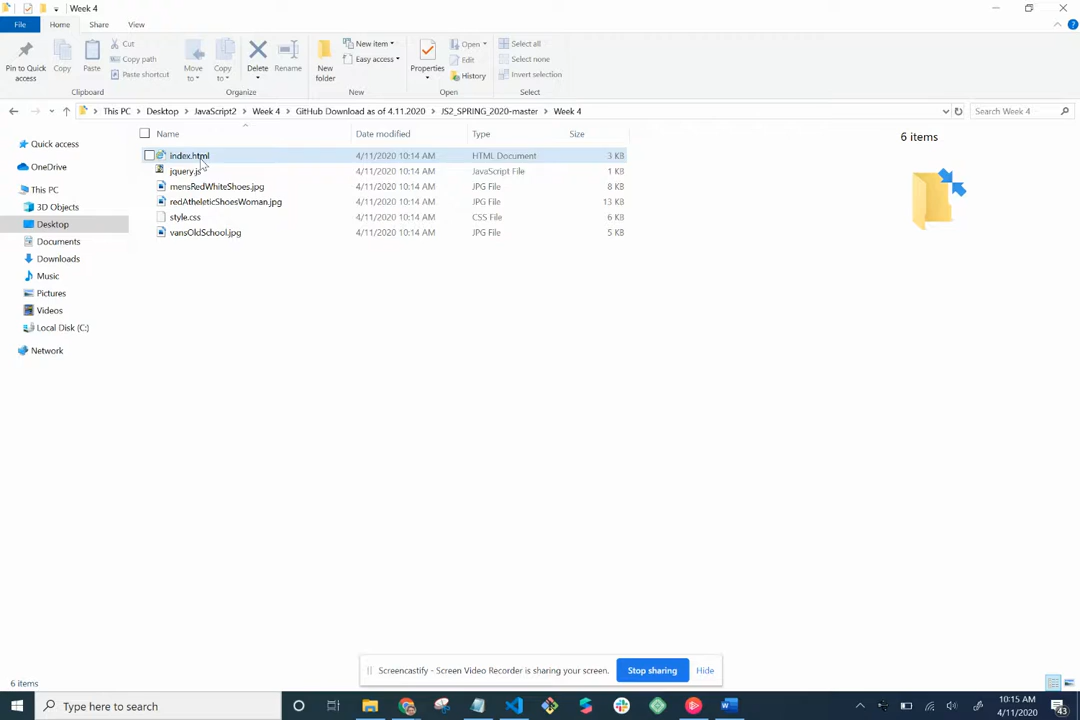 Week 4
File
Home
Share
View
Pin to Quick access
Copy
Paste
Cut
Copy path
Paste shortcut
Clipboard
Move to
Copy to
Delete
Rename
Organize
New folder
New item
Easy access
New
Properties
Open
Edit
History
Open
Select all
Select none
Invert selection
Select
This PC > Desktop > JavaScript2 > Week 4 > GitHub Download as of 4.11.2020 > JS2_SPRING_2020-master > Week 4
Search Week 4
Name Date modified Type Size
index.html 4/11/2020 10:14 AM HTML Document 3 KB
jquery.js 4/11/2020 10:14 AM JavaScript File 1 KB
mensRedWhiteShoes.jpg 4/11/2020 10:14 AM JPG File 8 KB
redAtheleticShoesWoman.jpg 4/11/2020 10:14 AM JPG File 13 KB
style.css 4/11/2020 10:14 AM CSS File 6 KB
vansOldSchool.jpg 4/11/2020 10:14 AM JPG File 5 KB
Quick access
OneDrive
This PC
3D Objects
Desktop
Documents
Downloads
Music
Pictures
Videos
Local Disk (C:)
Network
6 items
Screencastify - Screen Video Recorder is sharing your screen.
Stop sharing
Hide
6 items
Type here to search
10:15 AM
4/11/2020
43